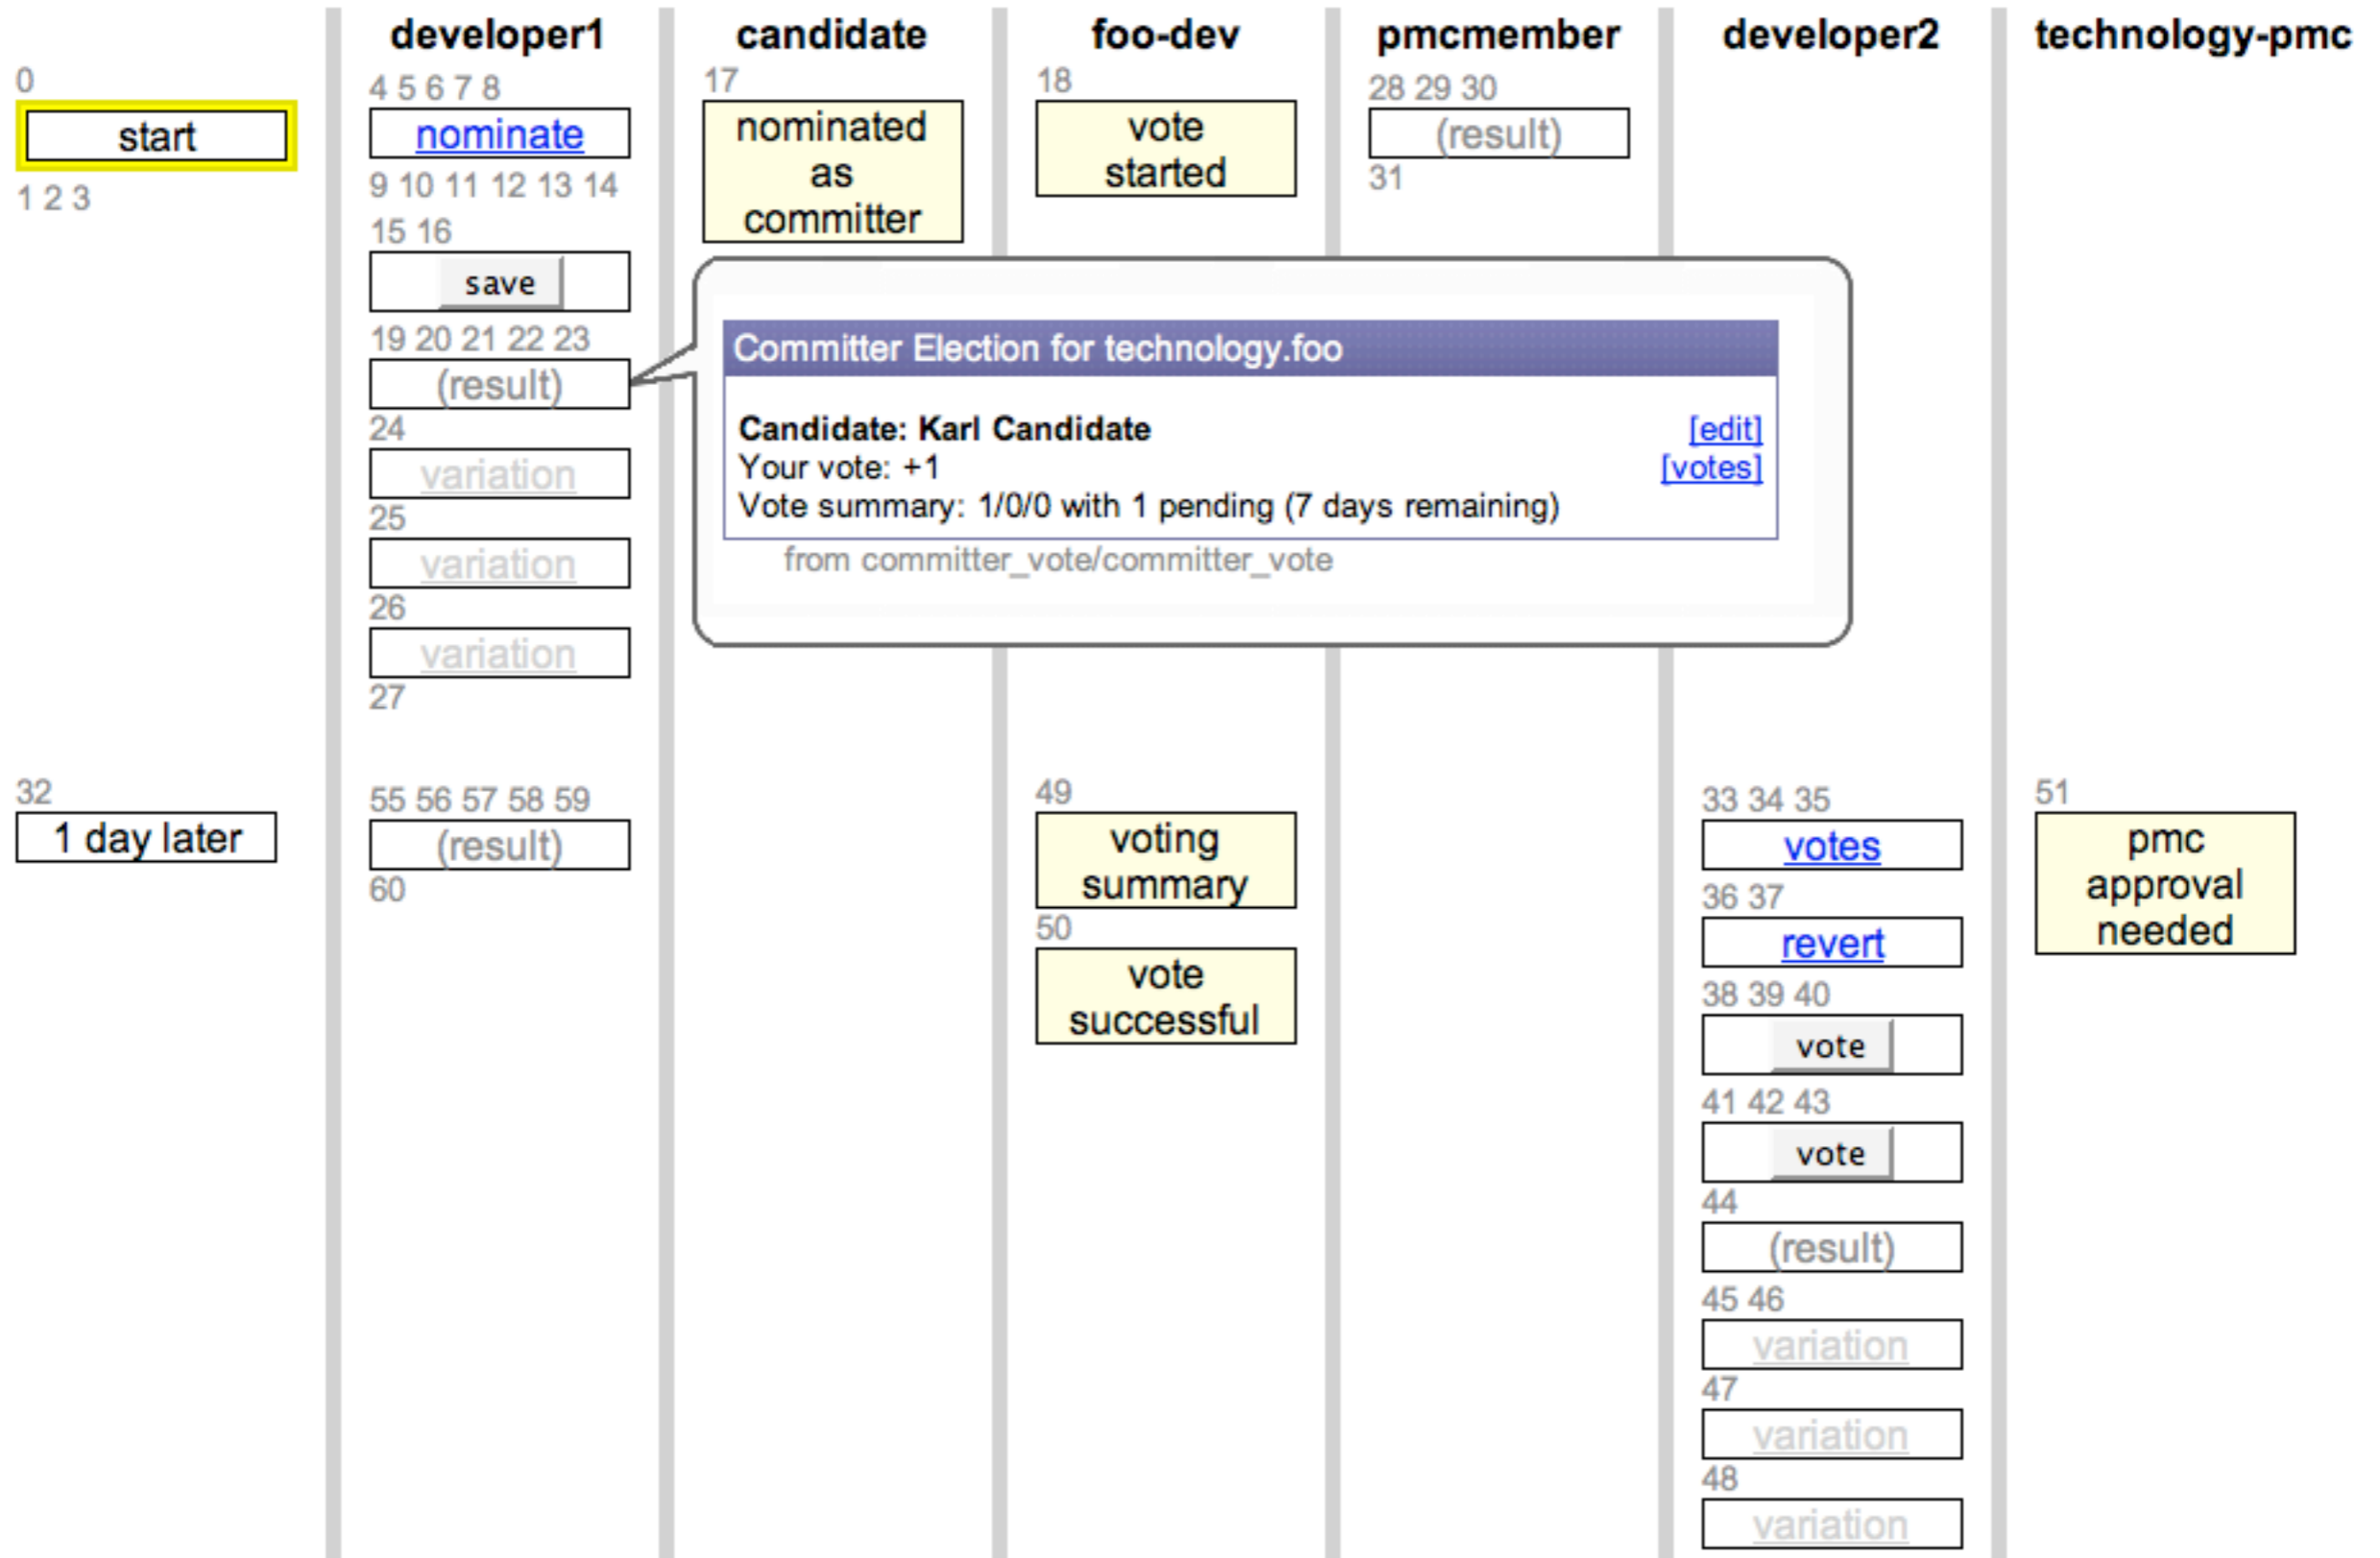 developer1
candidate
foo-dev
pmcmember
developer2
technology-pmc
0
start
1 2 3
4 5 6 7 8
nominate
9 10 11 12 13 14
15 16
save
19 20 21 22 23
(result)
24
variation
25
variation
26
variation
27
17
nominated
as
committer
18
vote
started
28 29 30
(result)
31
Committer Election for technology.foo
Candidate: Karl Candidate
[edit]
Your vote: +1
[votes]
Vote summary: 1/0/0 with 1 pending (7 days remaining)
from committer_vote/committer_vote
32
1 day later
55 56 57 58 59
(result)
60
49
voting
summary
50
vote
successful
33 34 35
votes
36 37
revert
38 39 40
vote
41 42 43
vote
44
(result)
45 46
variation
47
variation
48
variation
51
pmc
approval
needed